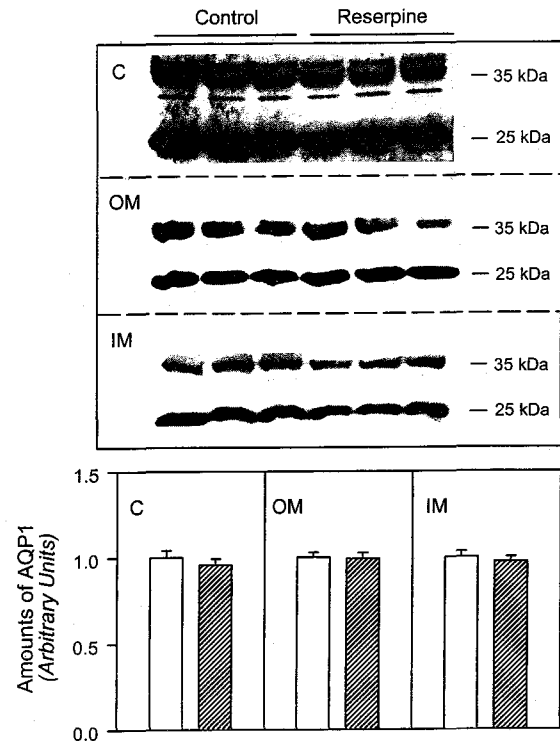 Control Reserpine
C
— 35 kDa
— 25 kDa
OM
— 35 kDa
— 25 kDa
IM
— 35 kDa
— 25 kDa
1.5
1.0
0.5
0.0
Amounts of AQP1
(Arbitrary Units)
C OM IM